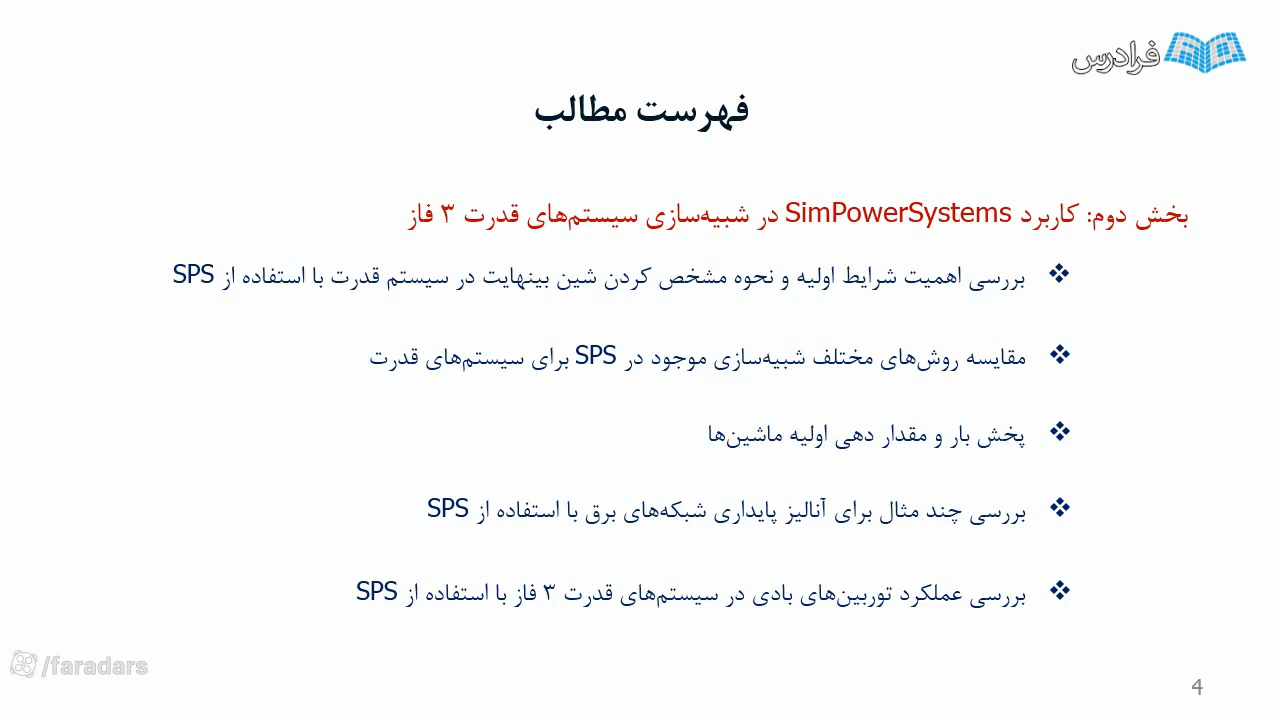 فرادرس
فهرست مطالب
بخش دوم: کاربرد SimPowerSystems در شبیه‌سازی سیستم‌های قدرت ۳ فاز
❖ بررسی اهمیت شرایط اولیه و نحوه مشخص کردن شین بینهایت در سیستم قدرت با استفاده از SPS
❖ مقایسه روش‌های مختلف شبیه‌سازی موجود در SPS برای سیستم‌های قدرت
❖ پخش بار و مقدار دهی اولیه ماشین‌ها
❖ بررسی چند مثال برای آنالیز پایداری شبکه‌های برق با استفاده از SPS
❖ بررسی عملکرد توربین‌های بادی در سیستم‌های قدرت ۳ فاز با استفاده از SPS
/faradars
4